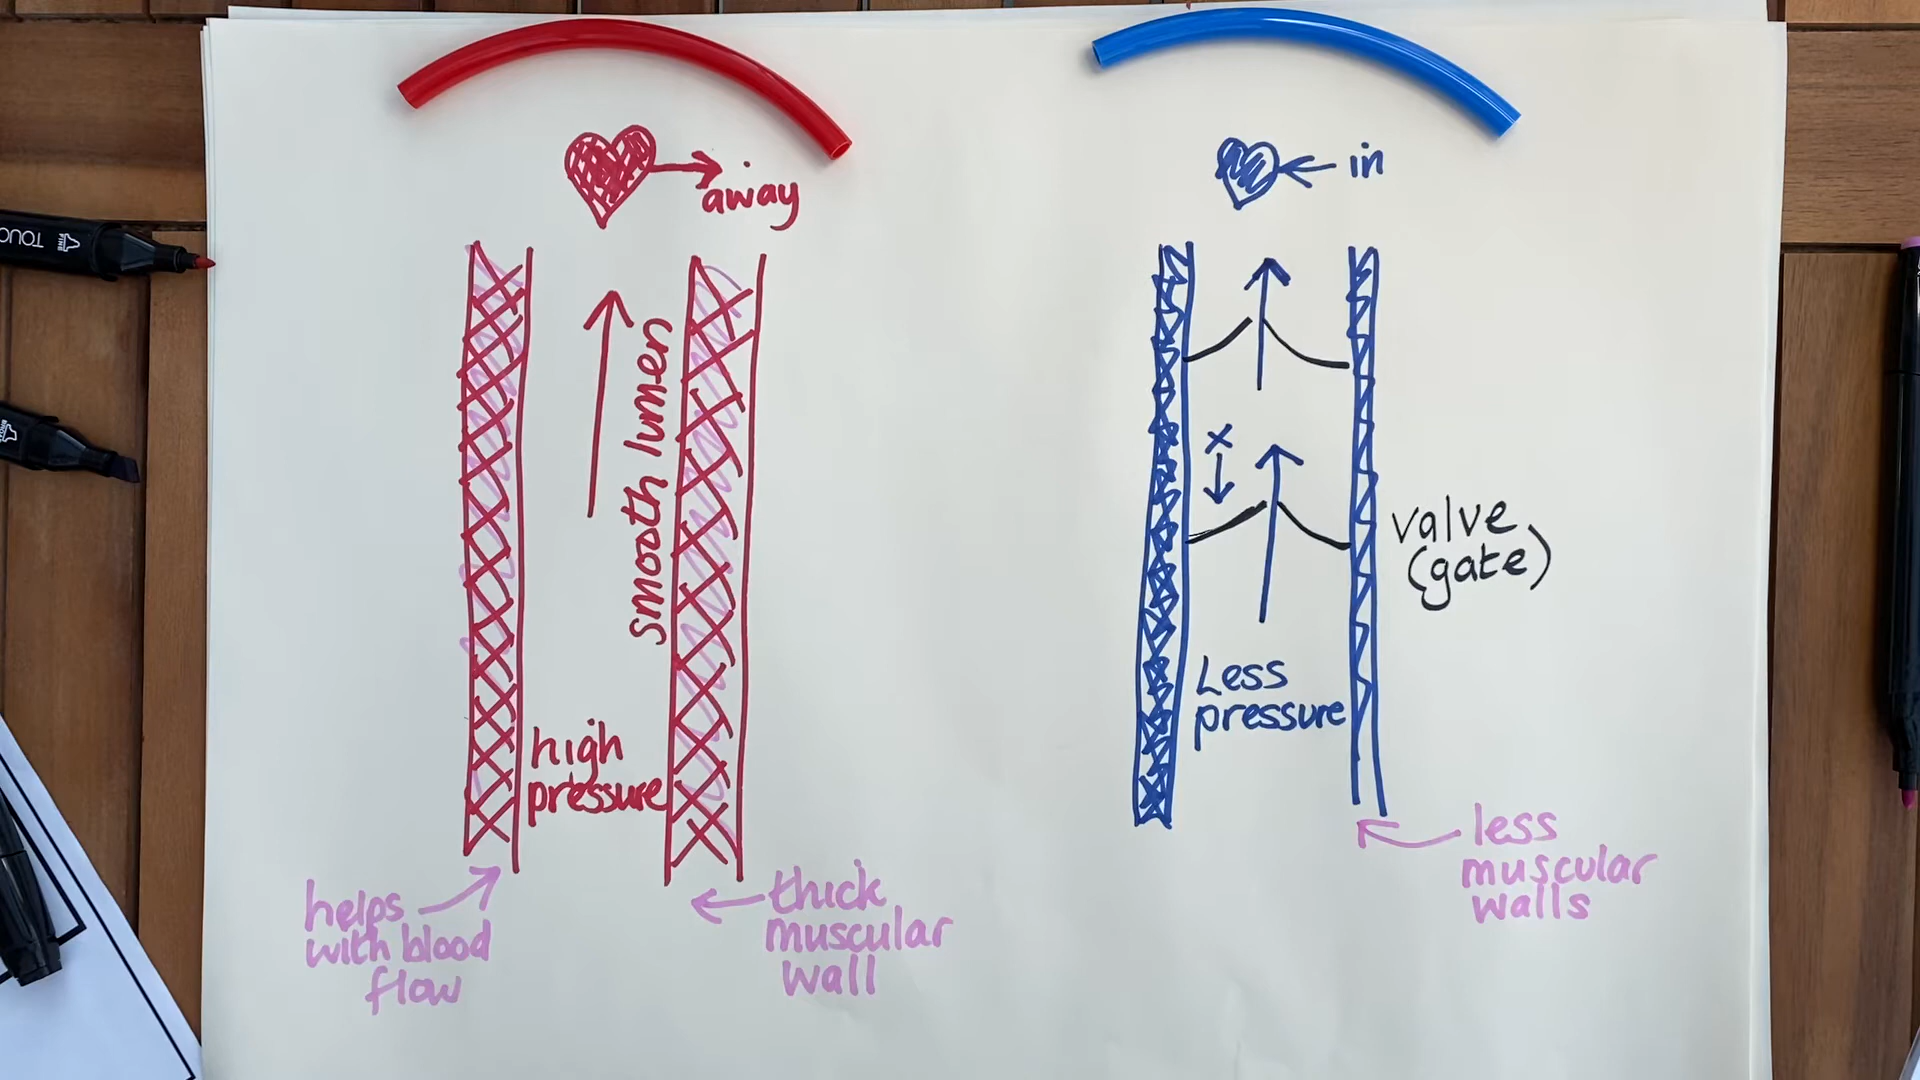 away
smooth lumen
high
pressure
helps
with blood
flow
thick
muscular
wall
in
x
valve
(gate)
Less
pressure
less
muscular
walls
TOUC